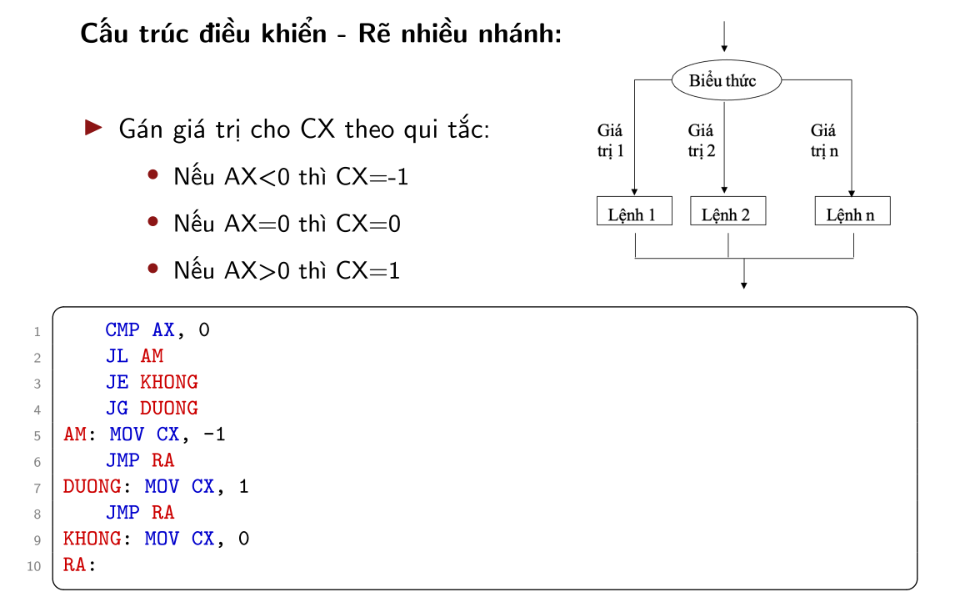 Cấu trúc điều khiển - Rẽ nhiều nhánh:
▶ Gán giá trị cho CX theo qui tắc:
• Nếu AX<0 thì CX=-1
• Nếu AX=0 thì CX=0
• Nếu AX>0 thì CX=1
Biểu thức
Giá trị 1
Giá trị 2
Giá trị n
Lệnh 1
Lệnh 2
Lệnh n
1 CMP AX, 0
2 JL AM
3 JE KHONG
4 JG DUONG
5 AM: MOV CX, -1
6 JMP RA
7 DUONG: MOV CX, 1
8 JMP RA
9 KHONG: MOV CX, 0
10 RA: